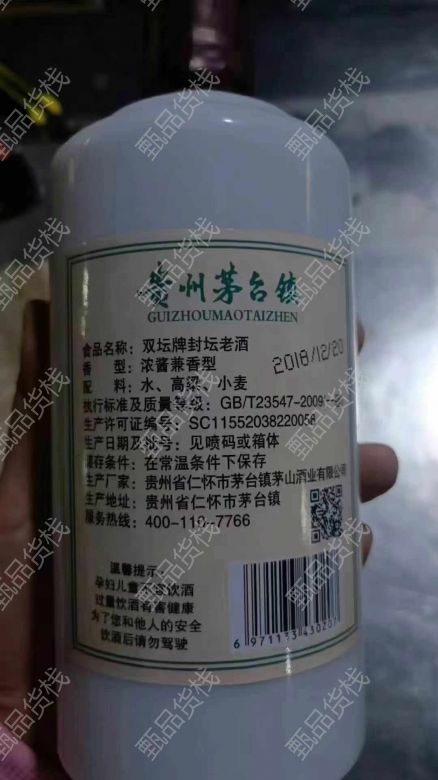 贵州茅台镇
GUIZHOUMAOTAIZHEN
食品名称：双坛牌封坛老酒
2018/12/20
香 型：浓酱兼香型
配 料：水、高粱、小麦
执行标准及质量等级：GB/T23547-2009
生产许可证编号：SC11552038220058
生产日期及批号：见喷码或箱体
储存条件：在常温条件下保存
生产厂家：贵州省仁怀市茅台镇茅山酒业有限公司
生产地址：贵州省仁怀市茅台镇
服务热线：400-110-7766
温馨提示：
孕妇儿童不宜饮酒
过量饮酒有害健康
为了您和他人的安全
饮酒后请勿驾驶
6 971133 430207
甄品货栈